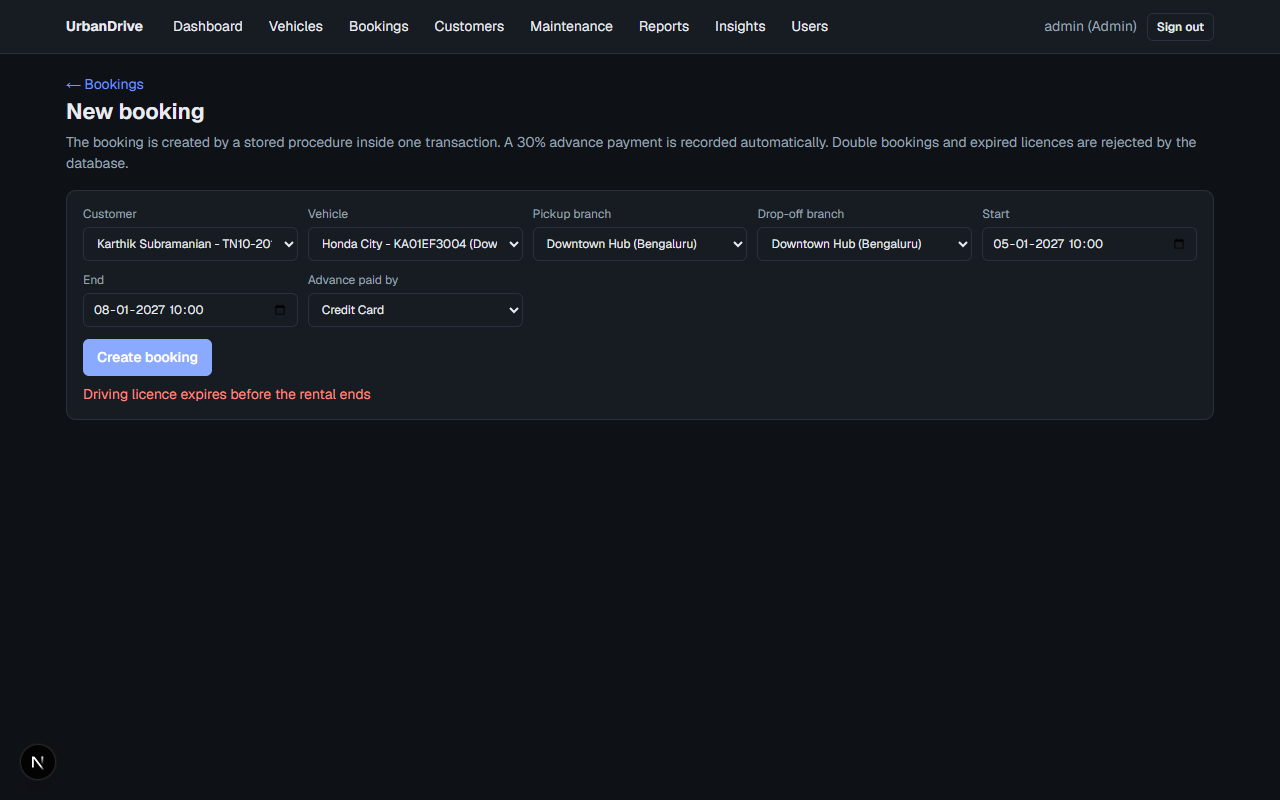 UrbanDrive Dashboard Vehicles Bookings Customers Maintenance Reports Insights Users admin (Admin) Sign out
← Bookings
New booking
The booking is created by a stored procedure inside one transaction. A 30% advance payment is recorded automatically. Double bookings and expired licences are rejected by the
database.
Customer Vehicle Pickup branch Drop-off branch Start
Karthik Subramanian - TN10-20 Honda City - KA01EF3004 (Dow Downtown Hub (Bengaluru) Downtown Hub (Bengaluru) 05-01-2027 10:00
End Advance paid by
08-01-2027 10:00 Credit Card
Create booking
Driving licence expires before the rental ends
N